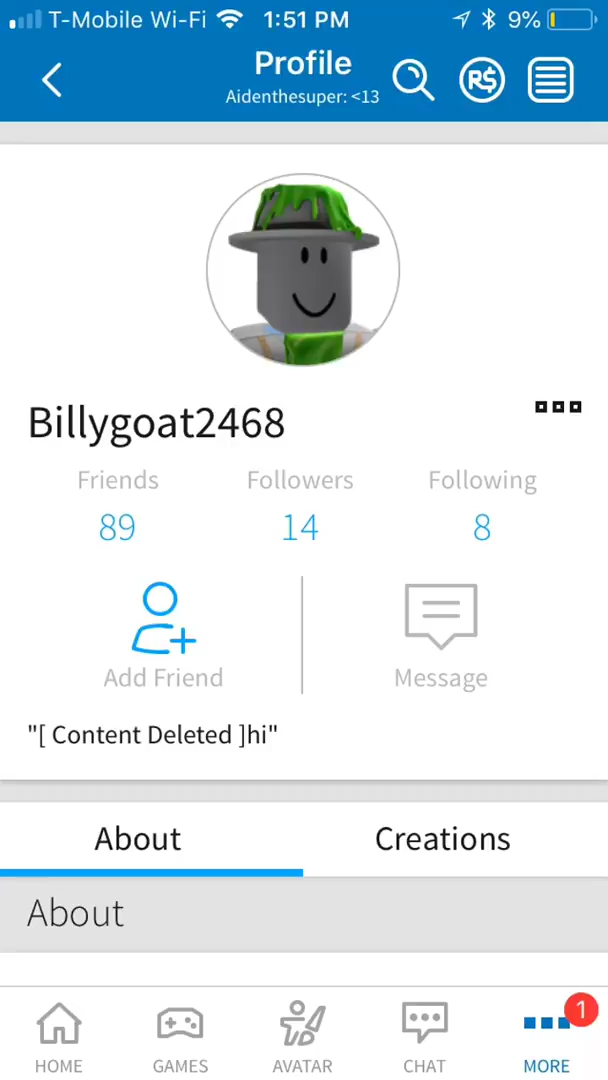 T-Mobile Wi-Fi 1:51 PM 9%
Profile
Aidenthesuper: <13
R$
Billygoat2468
Friends Followers Following
89 14 8
Add Friend Message
"[ Content Deleted ]hi"
About Creations
About
1
HOME GAMES AVATAR CHAT MORE